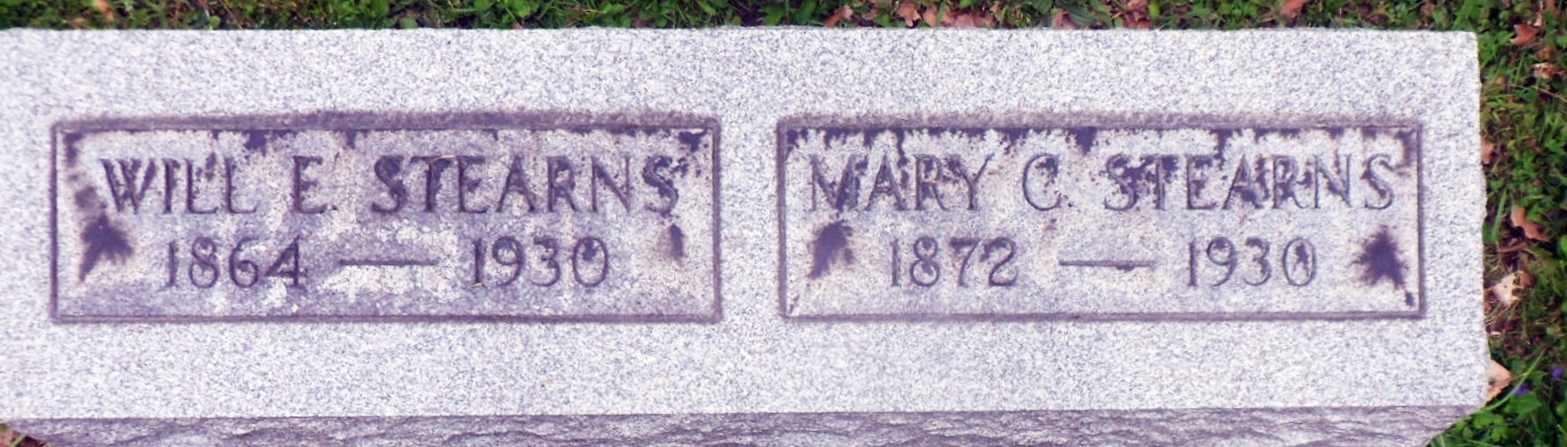 WILL E. STEARNS
1864 — 1930
MARY C. STEARNS
1872 — 1930